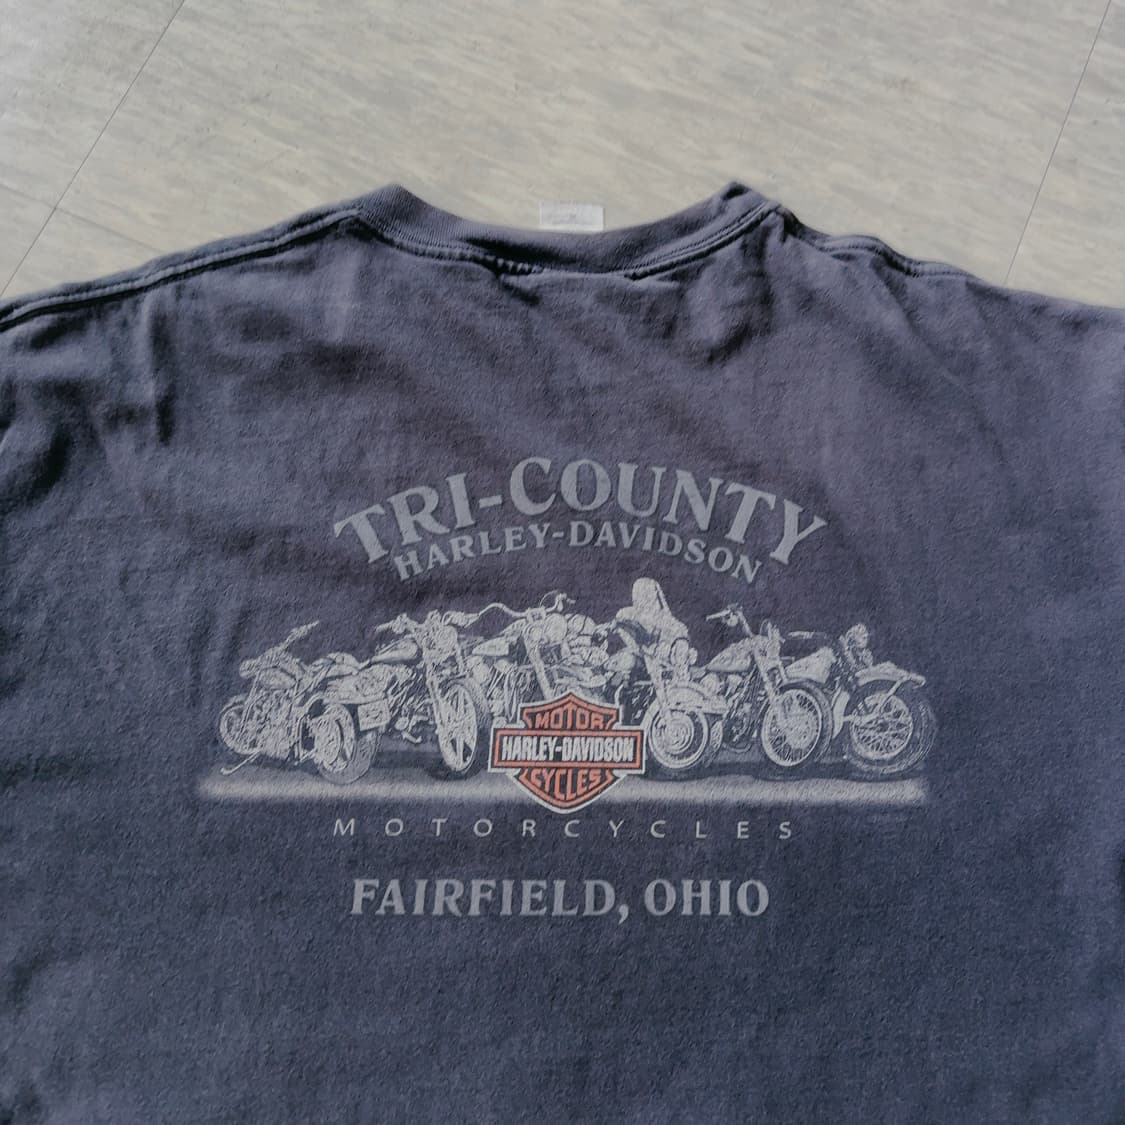 TRI-COUNTY
HARLEY-DAVIDSON
MOTOR
HARLEY-DAVIDSON
CYCLES
MOTORCYCLES
FAIRFIELD, OHIO